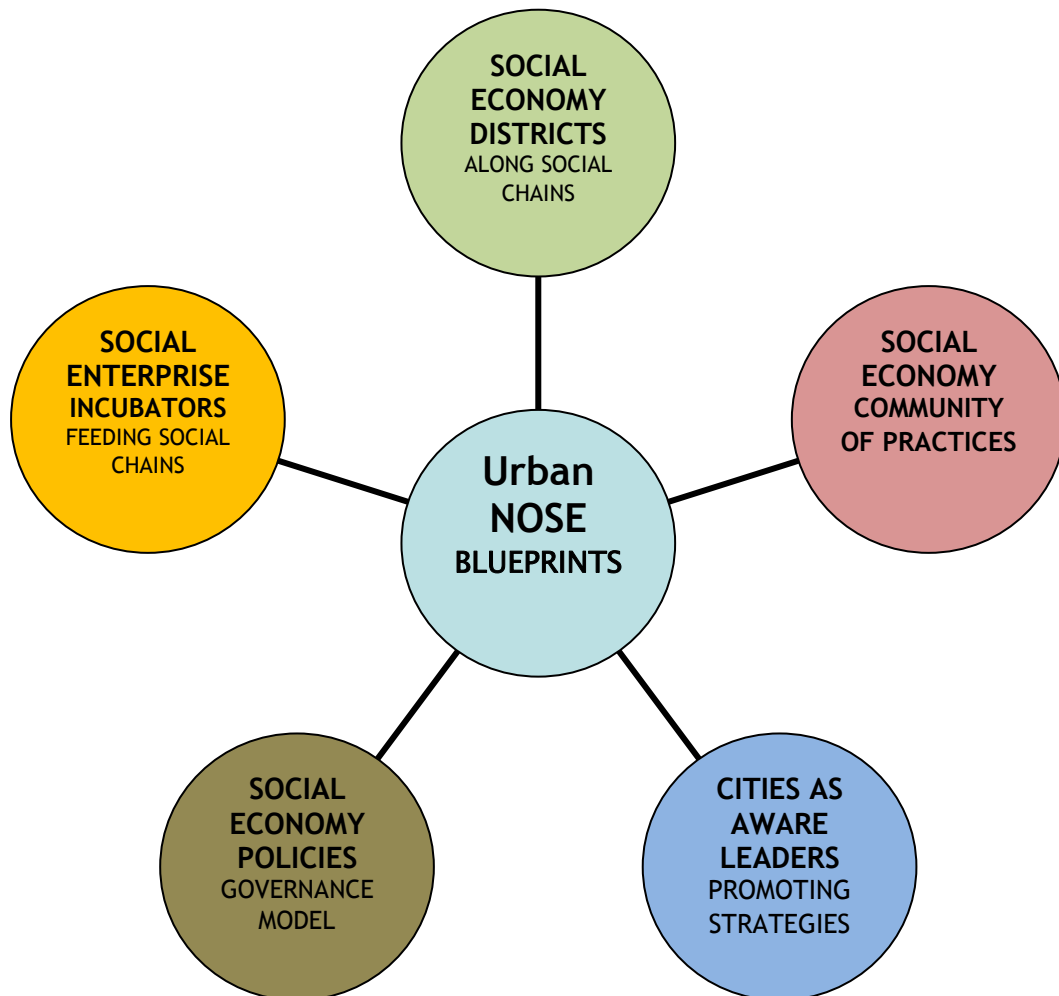 SOCIAL
ECONOMY
DISTRICTS
ALONG SOCIAL
CHAINS
SOCIAL
ENTERPRISE
INCUBATORS
FEEDING SOCIAL
CHAINS
SOCIAL
ECONOMY
COMMUNITY
OF PRACTICES
Urban
NOSE
BLUEPRINTS
SOCIAL
ECONOMY
POLICIES
GOVERNANCE
MODEL
CITIES AS
AWARE
LEADERS
PROMOTING
STRATEGIES